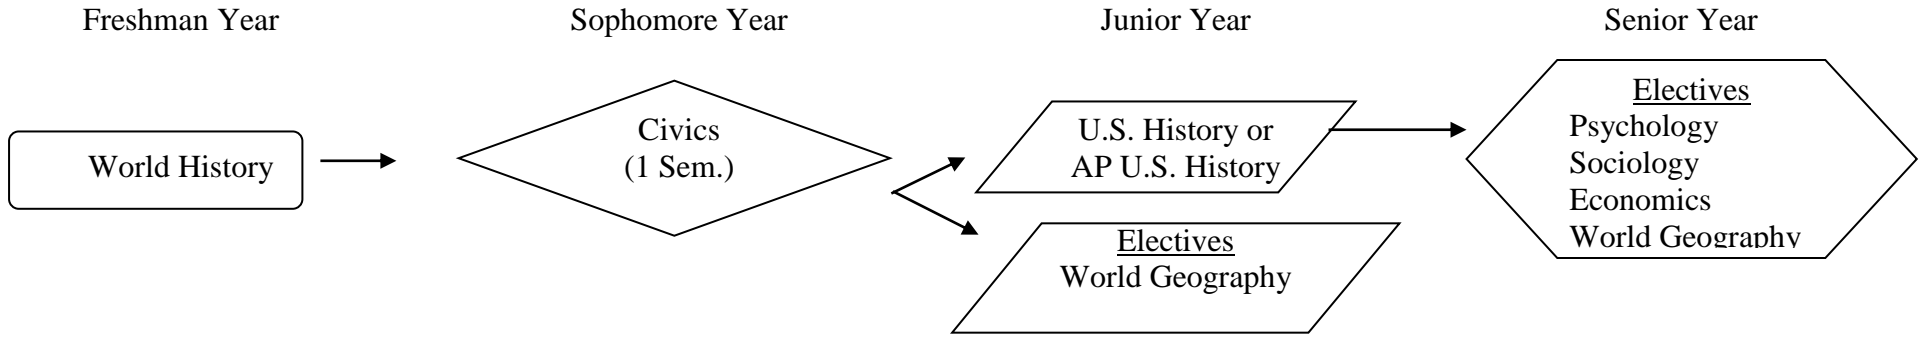 Freshman Year
Sophomore Year
Junior Year
Senior Year
World History
Civics
(1 Sem.)
U.S. History or
AP U.S. History
Electives
World Geography
Electives
Psychology
Sociology
Economics
World Geography